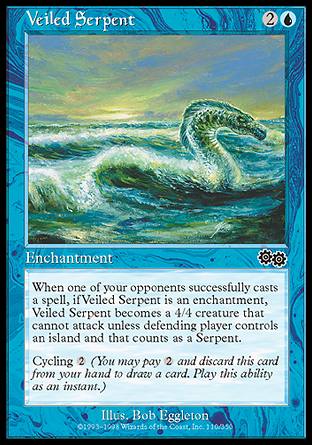 Veiled Serpent 2
Enchantment
When one of your opponents successfully casts
a spell, if Veiled Serpent is an enchantment,
Veiled Serpent becomes a 4/4 creature that
cannot attack unless defending player controls
an island and that counts as a Serpent.
Cycling 2 (You may pay 2 and discard this card
from your hand to draw a card. Play this ability
as an instant.)
Illus. Bob Eggleton
©1993-1998 Wizards of the Coast, Inc. 110/350